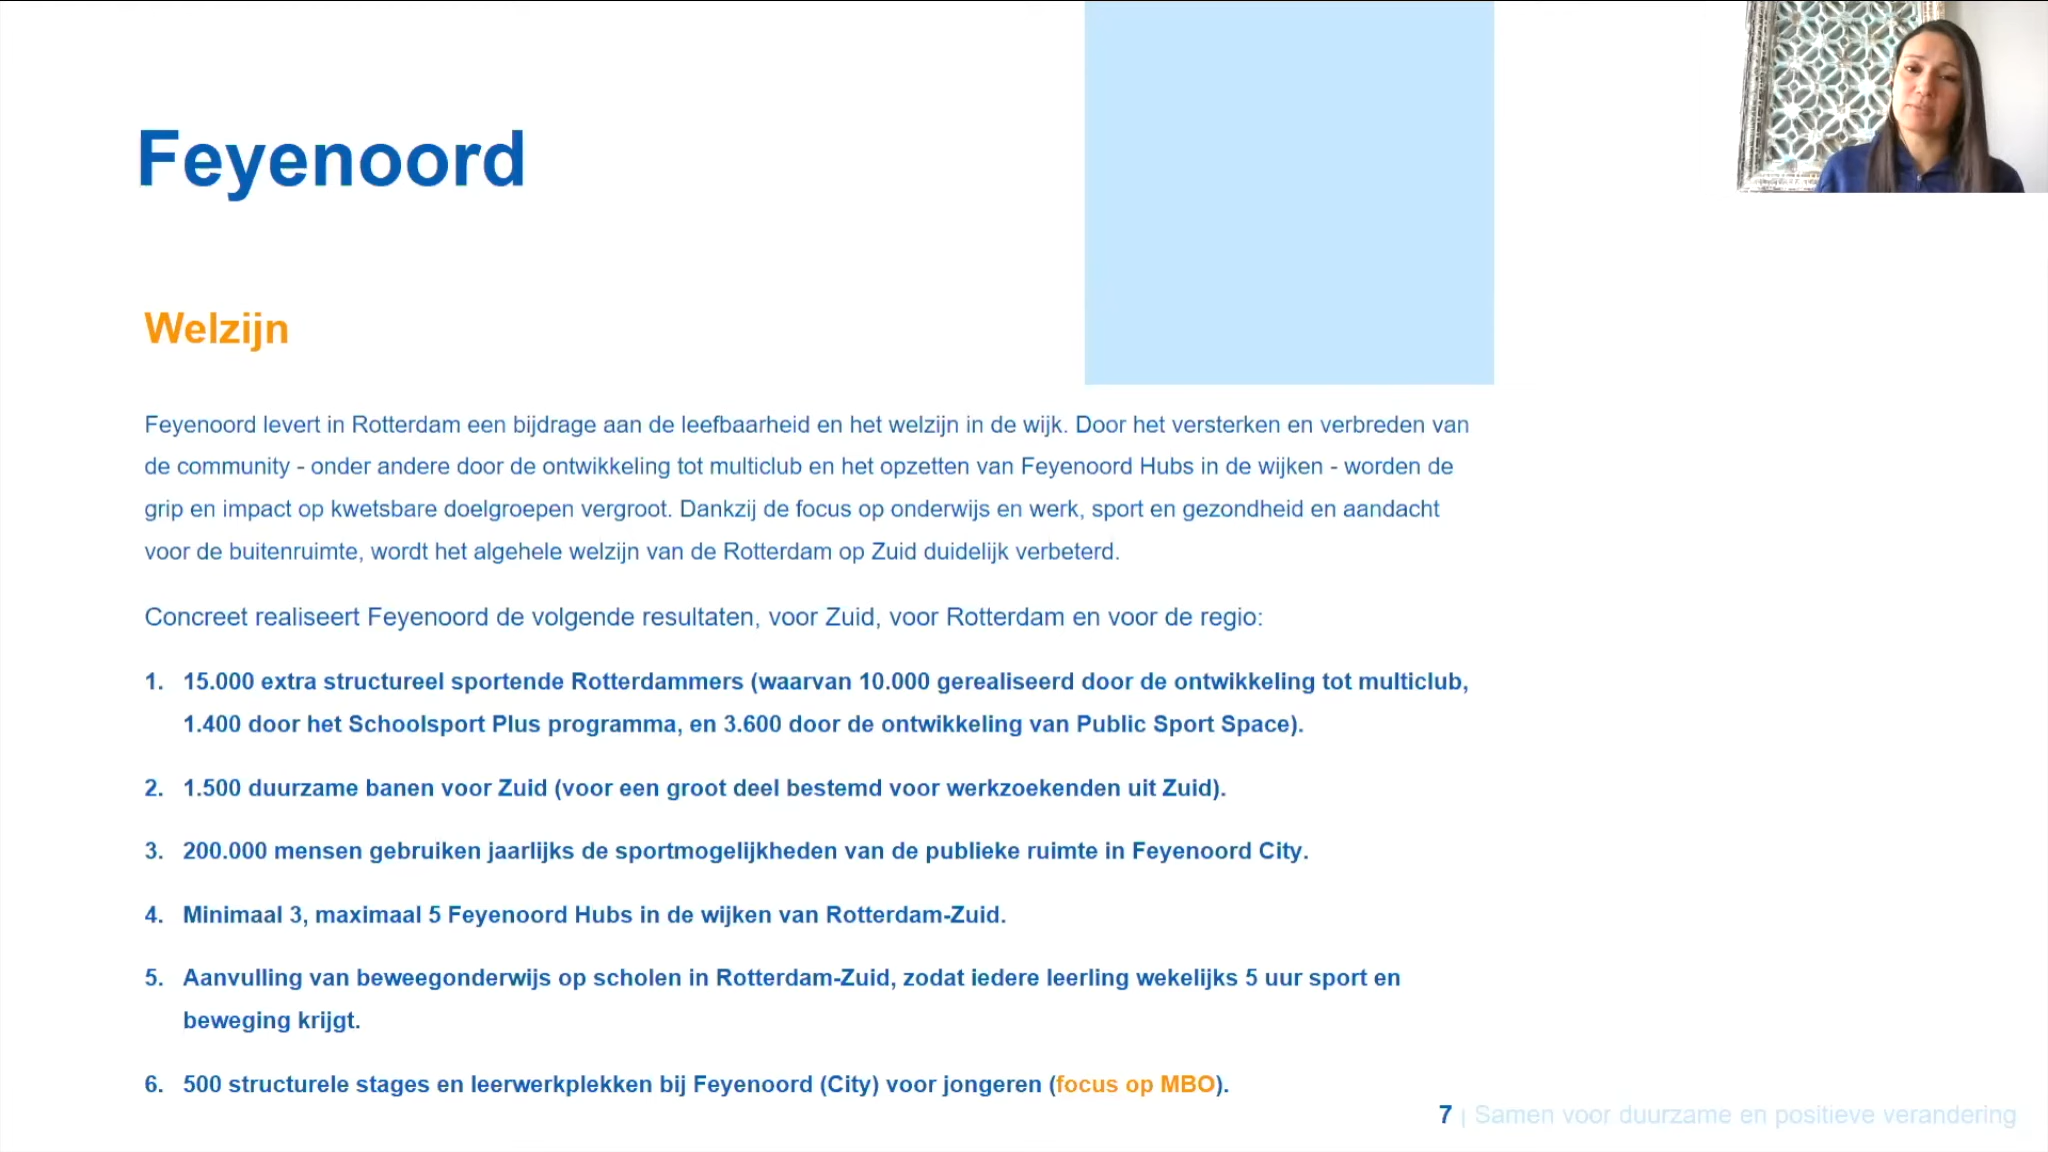 Feyenoord
Welzijn
Feyenoord levert in Rotterdam een bijdrage aan de leefbaarheid en het welzijn in de wijk. Door het versterken en verbreden van
de community - onder andere door de ontwikkeling tot multiclub en het opzetten van Feyenoord Hubs in de wijken - worden de
grip en impact op kwetsbare doelgroepen vergroot. Dankzij de focus op onderwijs en werk, sport en gezondheid en aandacht
voor de buitenruimte, wordt het algehele welzijn van de Rotterdam op Zuid duidelijk verbeterd.
Concreet realiseert Feyenoord de volgende resultaten, voor Zuid, voor Rotterdam en voor de regio:
1. 15.000 extra structureel sportende Rotterdammers (waarvan 10.000 gerealiseerd door de ontwikkeling tot multiclub,
1.400 door het Schoolsport Plus programma, en 3.600 door de ontwikkeling van Public Sport Space).
2. 1.500 duurzame banen voor Zuid (voor een groot deel bestemd voor werkzoekenden uit Zuid).
3. 200.000 mensen gebruiken jaarlijks de sportmogelijkheden van de publieke ruimte in Feyenoord City.
4. Minimaal 3, maximaal 5 Feyenoord Hubs in de wijken van Rotterdam-Zuid.
5. Aanvulling van beweegonderwijs op scholen in Rotterdam-Zuid, zodat iedere leerling wekelijks 5 uur sport en
beweging krijgt.
6. 500 structurele stages en leerwerkplekken bij Feyenoord (City) voor jongeren (focus op MBO).
7 | Samen voor duurzame en positieve verandering